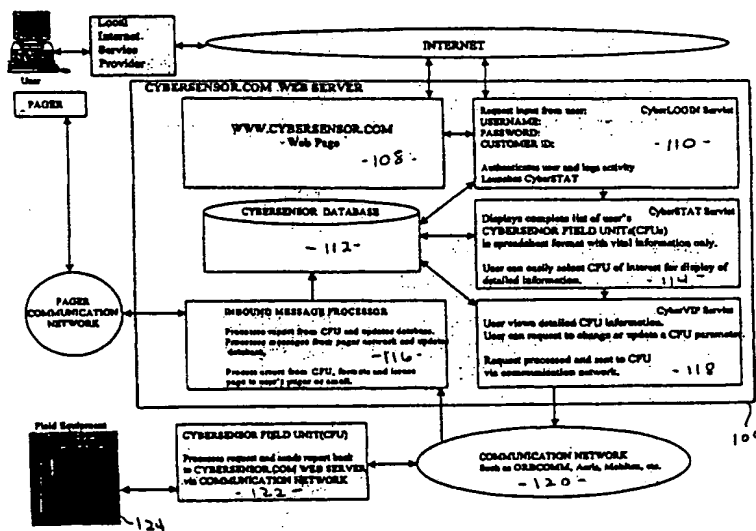 Local
Internet
Service
Provider
INTERNET
User
PAGER
CYBERSENSOR.COM WEB SERVER
WWW.CYBERSENSOR.COM
- Web Page
-108-
Request input from user: CyberLOGIN Servlet
USERNAME:
PASSWORD:
CUSTOMER ID:
-110-
Authenticates user and logs activity
Launches CyberSTAT
CYBERSENSOR DATABASE
-112-
CyberSTAT Servlet
Displays complete list of user's
CYBERSENOR FIELD UNITs(CFUs)
in spreadsheet format with vital information only.
User can easily select CFU of interest for display of
detailed information.
-114-
PAGER
COMMUNICATION
NETWORK
INBOUND MESSAGE PROCESSOR
Processes report from CFU and updates database.
Processes messages from pager network and updates
database.
-116-
Process errors from CFU, formats and issues
page to user's pager or email.
CyberVIP Servlet
User views detailed CFU information.
User can request to change or update a CFU parameter.
Request processed and sent to CFU
via communication network.
-118-
10
Field Equipment
124
CYBERSENSOR FIELD UNIT(CFU)
Processes request and sends report back
to CYBERSENSOR.COM WEB SERVER
via COMMUNICATION NETWORK
-122-
COMMUNICATION NETWORK
Such as ORBCOMM, Aeris, Mobitex, etc.
-120-